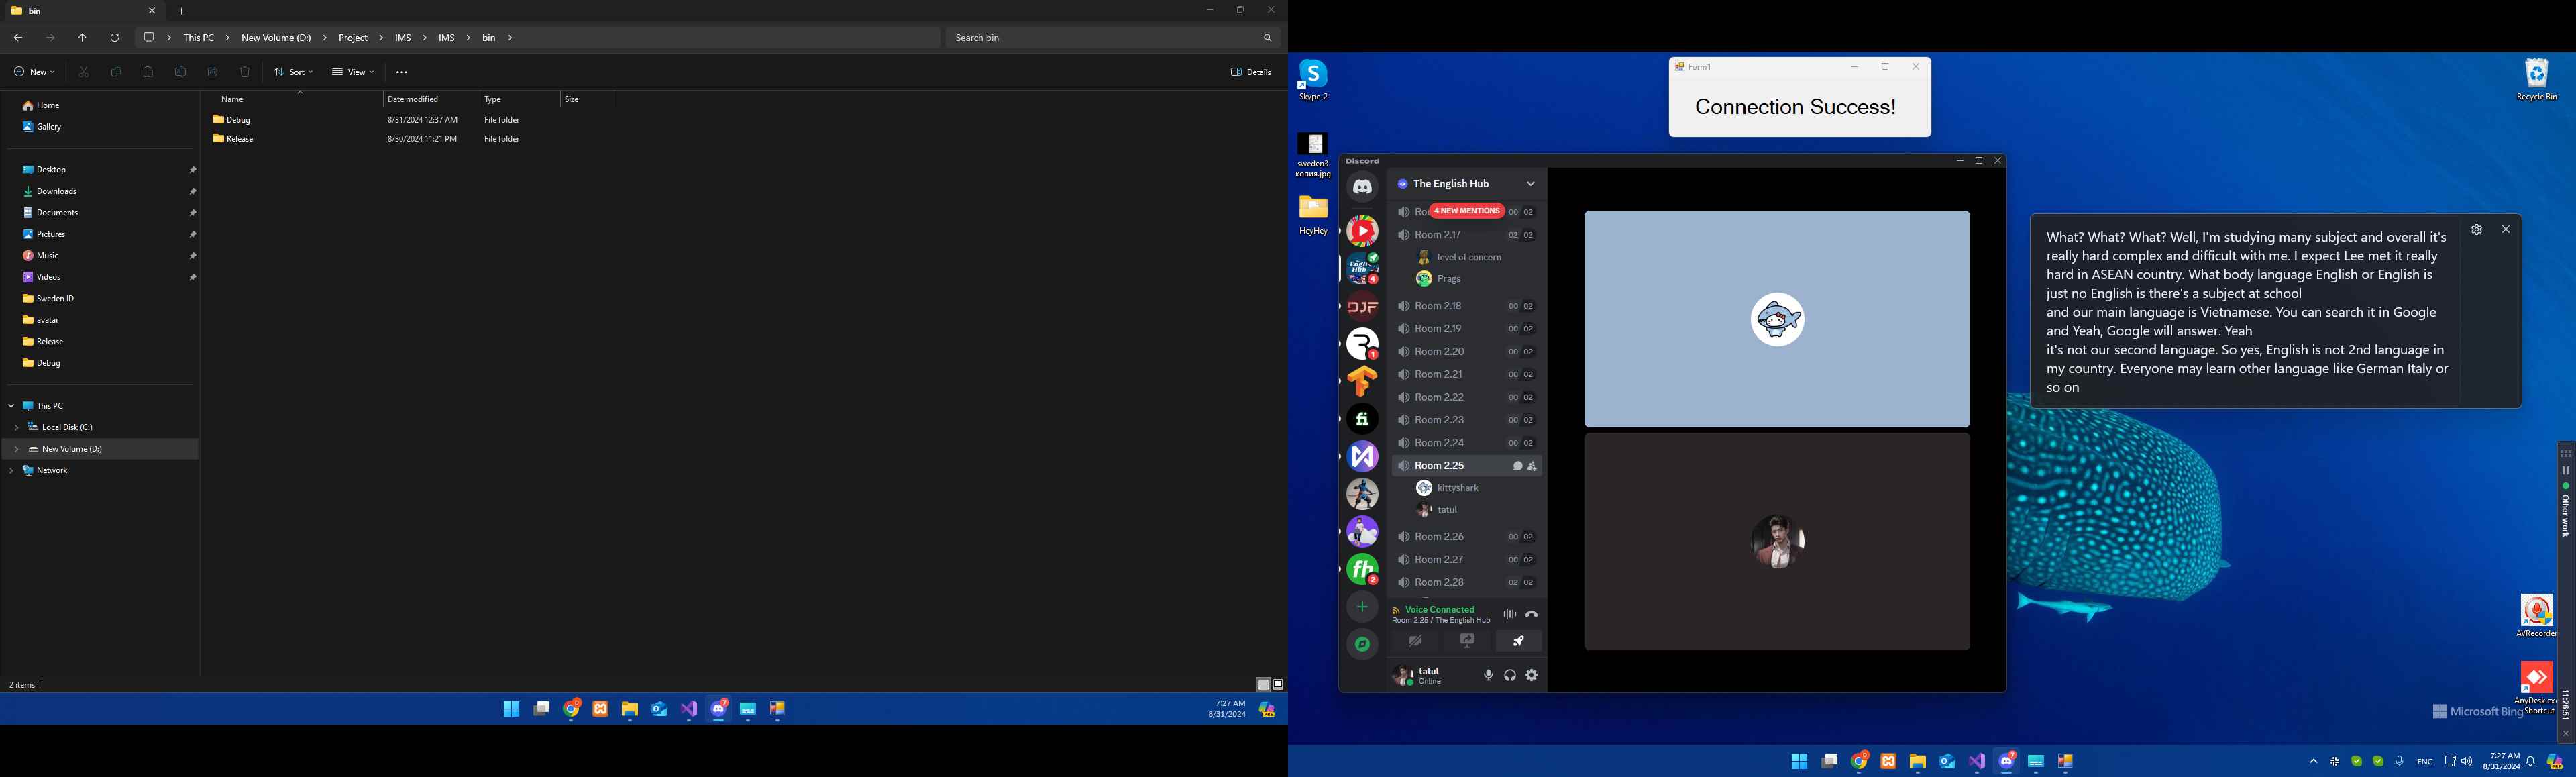 bin
This PC
New Volume (D:)
Project
IMS
IMS
bin
Search bin
New
Sort
View
Details
Name
Date modified
Type
Size
Debug
8/31/2024 12:37 AM
File folder
Release
8/30/2024 11:21 PM
File folder
Home
Gallery
Desktop
Downloads
Documents
Pictures
Music
Videos
Sweden ID
avatar
Release
Debug
This PC
Local Disk (C:)
New Volume (D:)
Network
2 items
7:27 AM
8/31/2024
Skype-2
sweden3
копия.jpg
HeyHey
Form1
Connection Success!
Recycle Bin
Discord
The English Hub
4 NEW MENTIONS
00 02
Room 2.17
02 02
level of concern
Prags
Room 2.18
00 02
Room 2.19
00 02
Room 2.20
00 02
Room 2.21
00 02
Room 2.22
00 02
Room 2.23
00 02
Room 2.24
00 02
Room 2.25
kittyshark
tatul
Room 2.26
00 02
Room 2.27
00 02
Room 2.28
02 02
Voice Connected
Room 2.25 / The English Hub
tatul
Online
What? What? What? Well, I'm studying many subject and overall it's
really hard complex and difficult with me. I expect Lee met it really
hard in ASEAN country. What body language English or English is
just no English is there's a subject at school
and our main language is Vietnamese. You can search it in Google
and Yeah, Google will answer. Yeah
it's not our second language. So yes, English is not 2nd language in
my country. Everyone may learn other language like German Italy or
so on
Other work
11:26:51
AVRecorder
AnyDesk.exe
Shortcut
Microsoft Bing
ENG
7:27 AM
8/31/2024